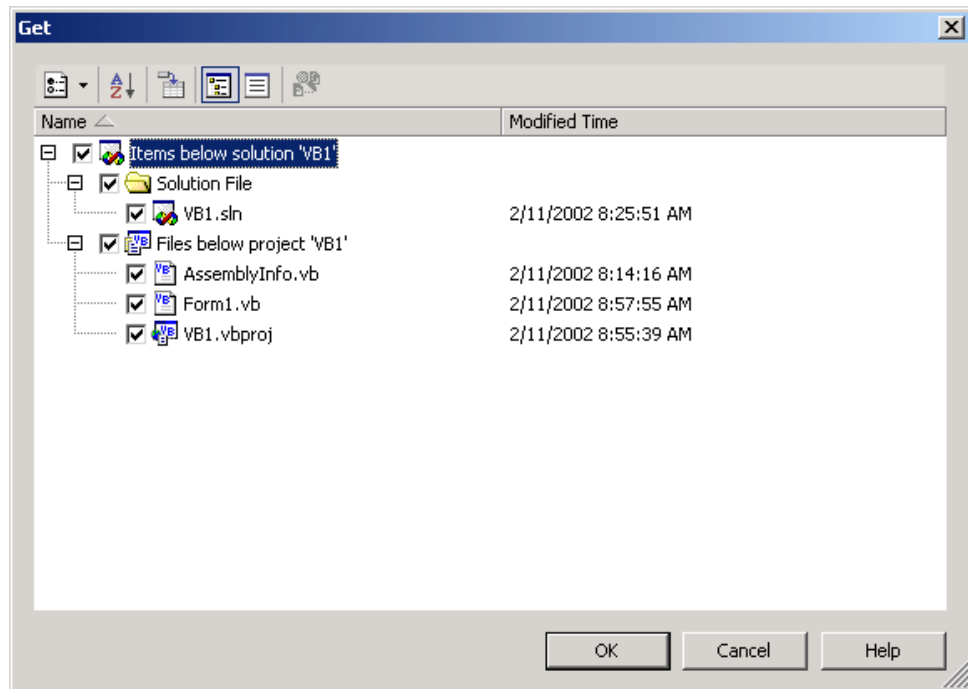 Get
Name Modified Time
Items below solution 'VB1'
Solution File
VB1.sln 2/11/2002 8:25:51 AM
Files below project 'VB1'
AssemblyInfo.vb 2/11/2002 8:14:16 AM
Form1.vb 2/11/2002 8:57:55 AM
VB1.vbproj 2/11/2002 8:55:39 AM
OK Cancel Help